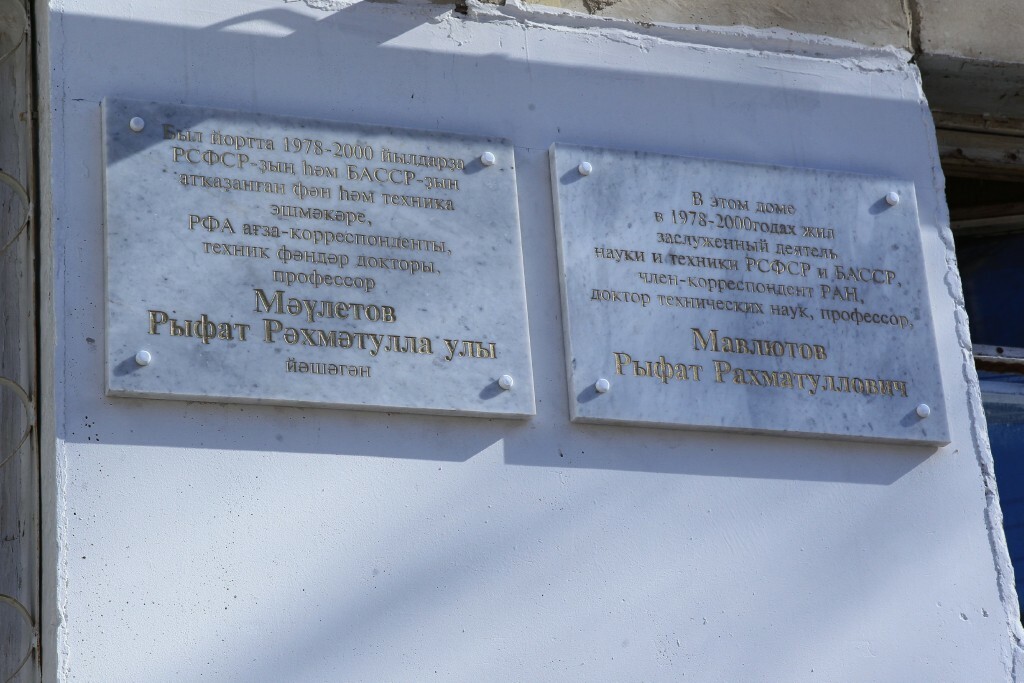 Был йортта 1978-2000 йылдарҙа
РСФСР-ҙың һәм БАССР-ҙың
атҡаҙанған фән һәм техника
эшмәкәре,
РФА ағза-корреспонденты,
техник фәндәр докторы,
профессор
Мәүлетов
Рыфат Рәхмәтулла улы
йәшәгән
В этом доме
в 1978-2000годах жил
заслуженный деятель
науки и техники РСФСР и БАССР,
член-корреспондент РАН,
доктор технических наук, профессор,
Мавлютов
Рыфат Рахматуллович